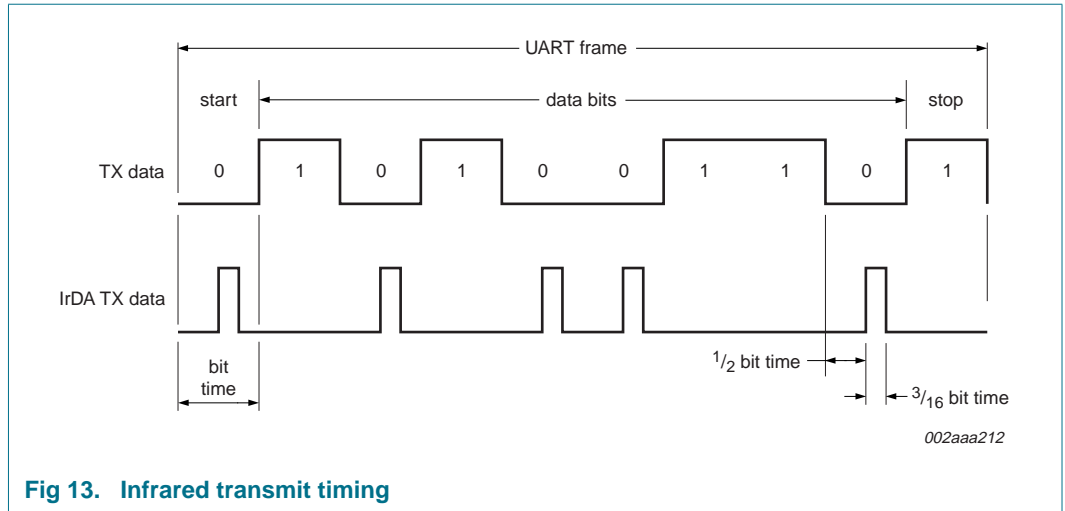 UART frame
start data bits stop
TX data 0 1 0 1 0 0 1 1 0 1
IrDA TX data
bit
time
1/2 bit time
3/16 bit time
002aaa212
Fig 13. Infrared transmit timing